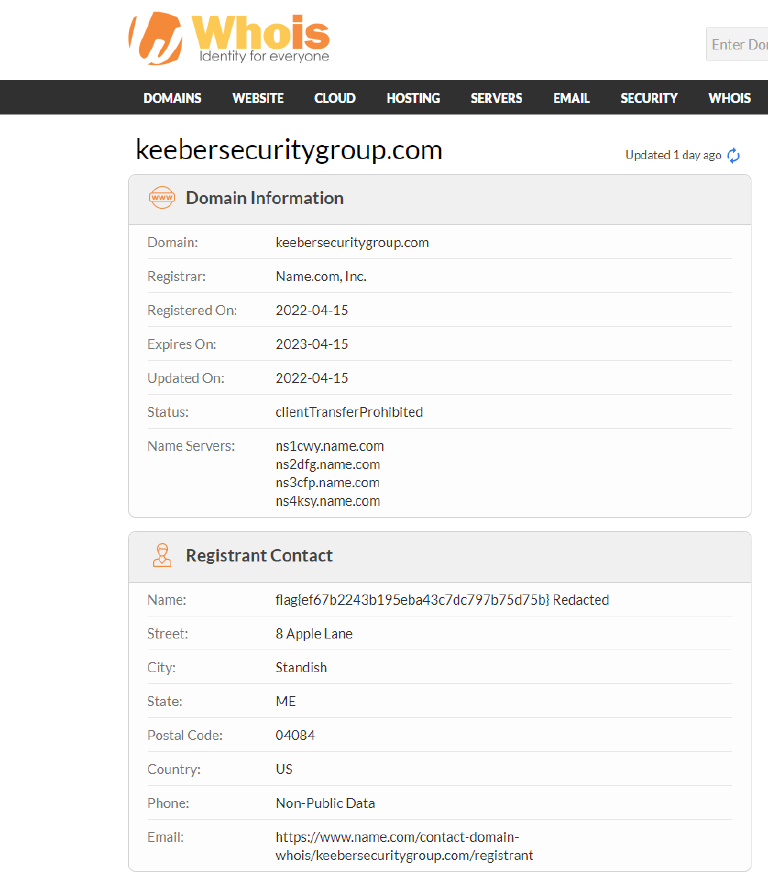 Whois
Identity for everyone
Enter Do
DOMAINS WEBSITE CLOUD HOSTING SERVERS EMAIL SECURITY WHOIS
keebersecuritygroup.com
Updated 1 day ago
www Domain Information
Domain: keebersecuritygroup.com
Registrar: Name.com, Inc.
Registered On: 2022-04-15
Expires On: 2023-04-15
Updated On: 2022-04-15
Status: clientTransferProhibited
Name Servers: ns1cwy.name.com
ns2dfg.name.com
ns3cfp.name.com
ns4ksy.name.com
Registrant Contact
Name: flag{ef67b2243b195eba43c7dc797b75d75b} Redacted
Street: 8 Apple Lane
City: Standish
State: ME
Postal Code: 04084
Country: US
Phone: Non-Public Data
Email: https://www.name.com/contact-domain-
whois/keebersecuritygroup.com/registrant